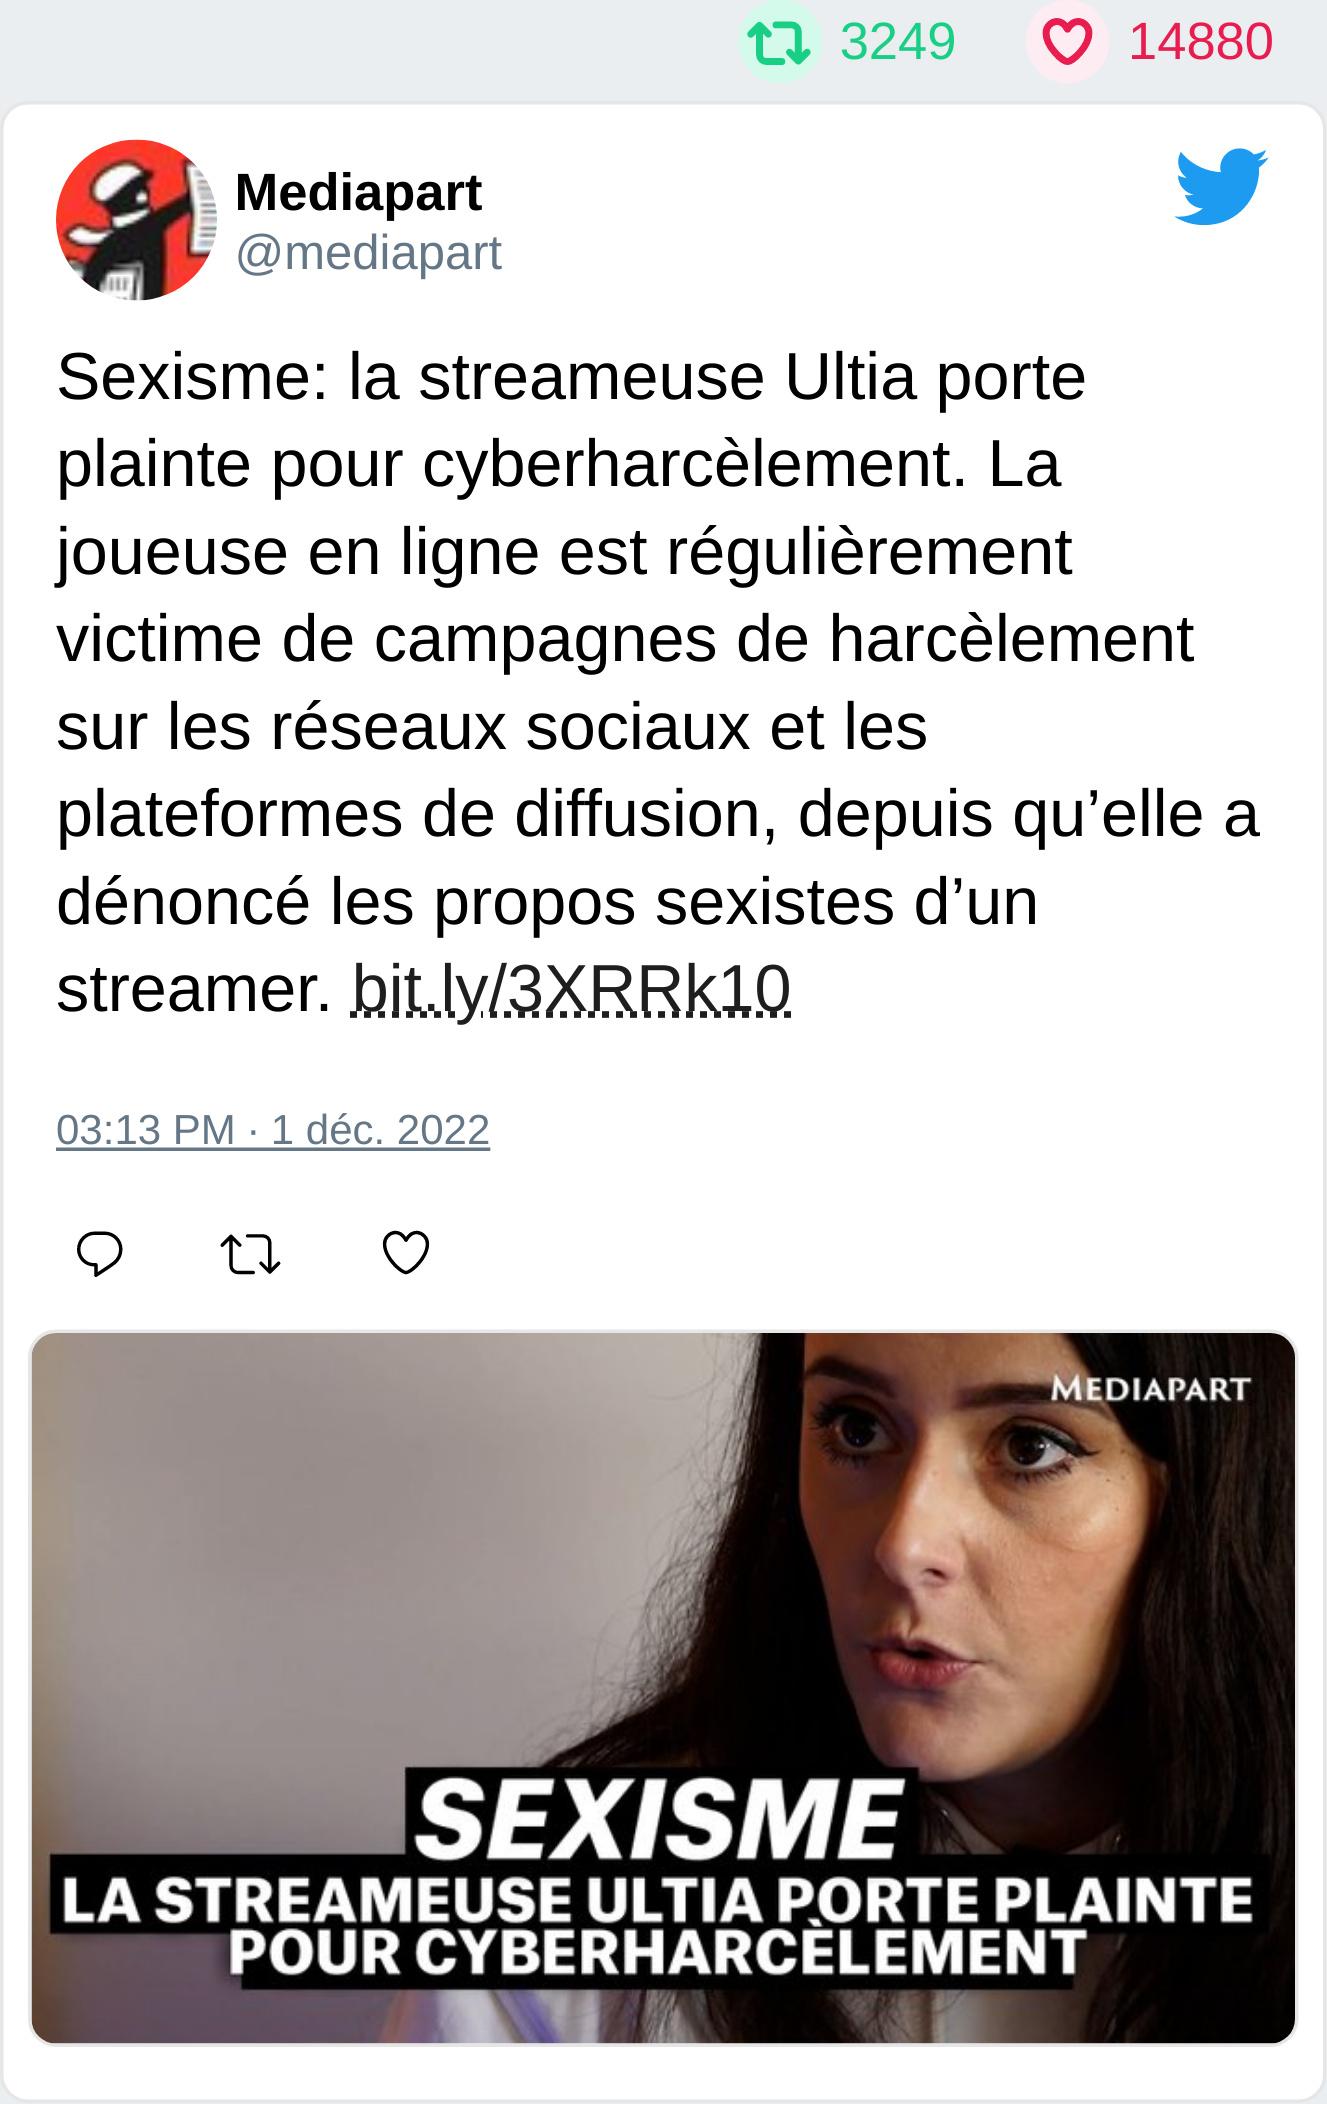 3249 14880
Mediapart
@mediapart
Sexisme: la streameuse Ultia porte
plainte pour cyberharcèlement. La
joueuse en ligne est régulièrement
victime de campagnes de harcèlement
sur les réseaux sociaux et les
plateformes de diffusion, depuis qu’elle a
dénoncé les propos sexistes d’un
streamer. bit.ly/3XRRk10
03:13 PM · 1 déc. 2022
MEDIAPART
SEXISME
LA STREAMEUSE ULTIA PORTE PLAINTE
POUR CYBERHARCÈLEMENT